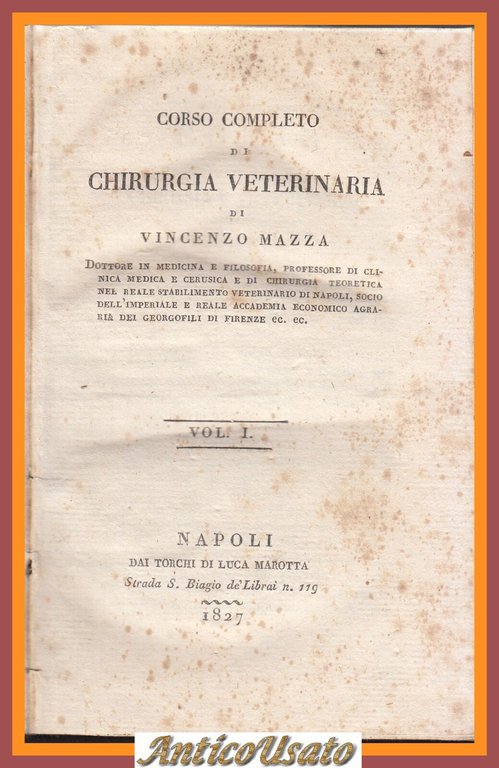 CORSO COMPLETO
DI
CHIRURGIA VETERINARIA
DI
VINCENZO MAZZA
DOTTORE IN MEDICINA E FILOSOFIA, PROFESSORE DI CLI-
NICA MEDICA E CERUSICA E DI CHIRURGIA TEORETICA
NEL REALE STABILIMENTO VETERINARIO DI NAPOLI, SOCIO
DELL'IMPERIALE E REALE ACCADEMIA ECONOMICO AGRA-
RIA DEI GEORGOFILI DI FIRENZE ec. ec.
VOL. I.
NAPOLI
DAI TORCHI DI LUCA MAROTTA
Strada S. Biagio de' Librai n. 119
1827
AnticoUsato